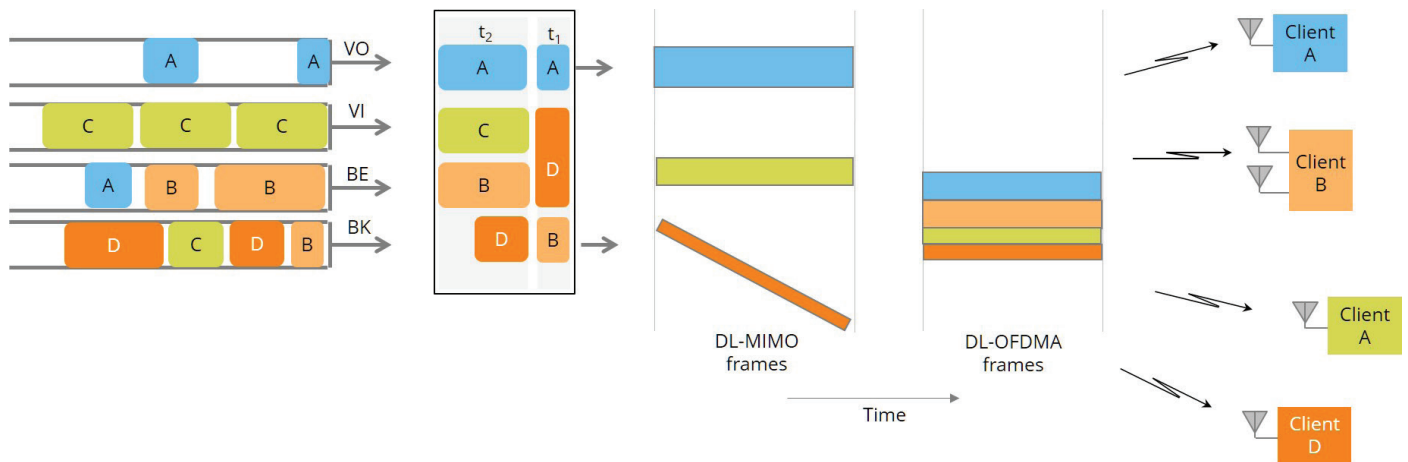 A
A
VO
C
C
C
VI
A
B
B
BE
D
C
D
B
BK
t₂
t₁
A
A
C
D
B
D
B
DL-MIMO
frames
DL-OFDMA
frames
Time
Client
A
Client
B
Client
A
Client
D